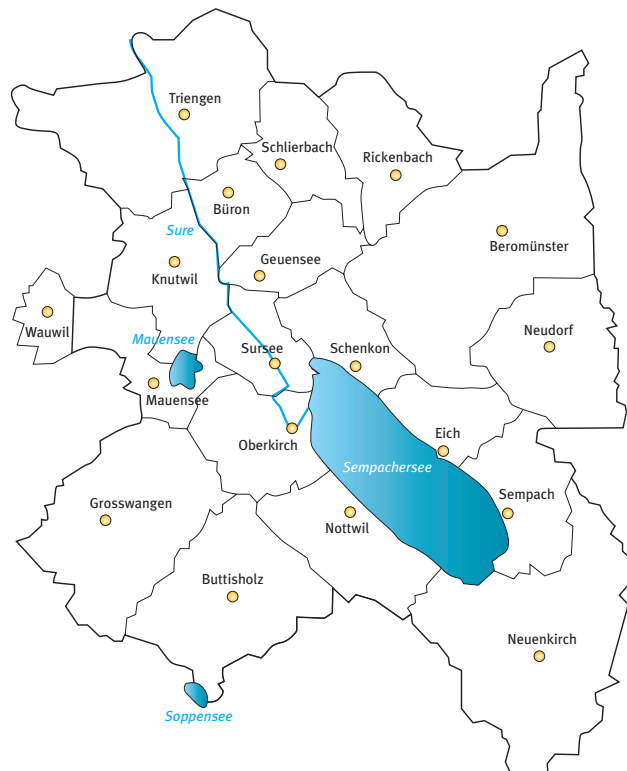 Triengen
Schlierbach
Rickenbach
Büron
Sure
Beromünster
Geuensee
Knutwil
Wauwil
Mauensee
Neudorf
Sursee
Schenkon
Mauensee
Eich
Oberkirch
Sempachersee
Grosswangen
Sempach
Nottwil
Buttisholz
Neuenkirch
Soppensee